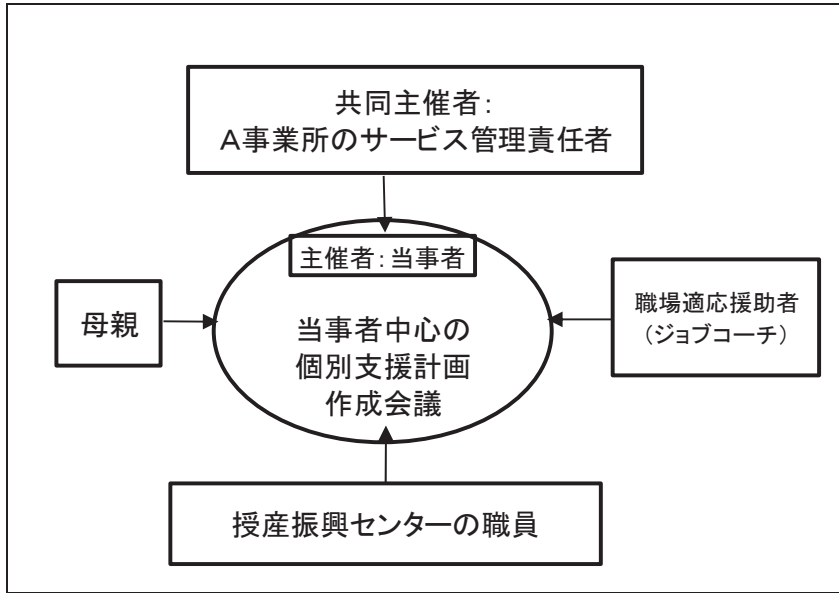 共同主催者:
A事業所のサービス管理責任者
主催者:当事者
母親
当事者中心の
個別支援計画
作成会議
職場適応援助者
(ジョブコーチ)
授産振興センターの職員